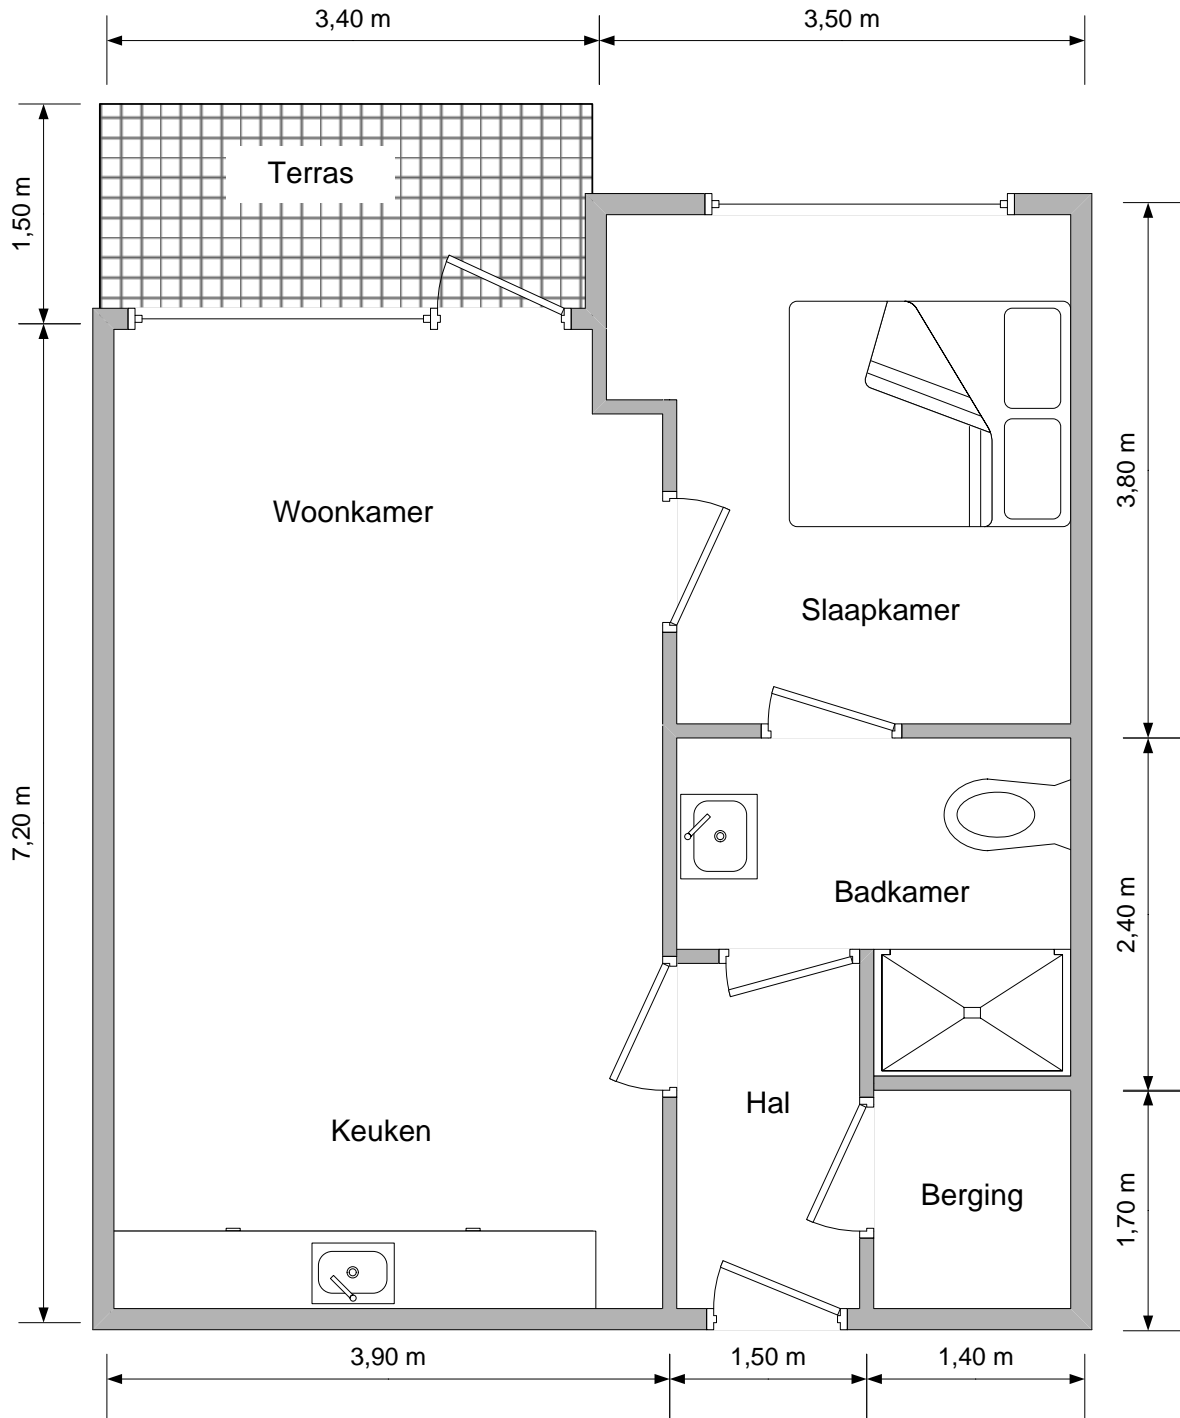 3,40 m
3,50 m
1,50 m
Terras
3,80 m
Woonkamer
Slaapkamer
7,20 m
Badkamer
2,40 m
Hal
Keuken
Berging
1,70 m
3,90 m
1,50 m
1,40 m